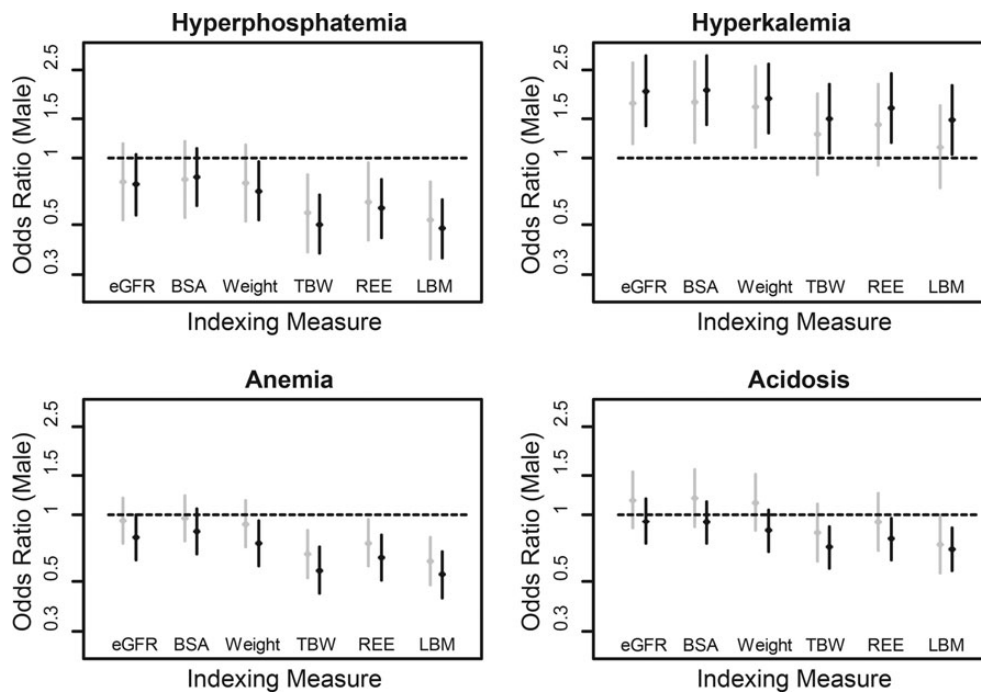 Hyperphosphatemia
Odds Ratio (Male)
2.5
1.5
1
0.5
0.3
eGFR BSA Weight TBW REE LBM
Indexing Measure
Hyperkalemia
Odds Ratio (Male)
2.5
1.5
1
0.5
0.3
eGFR BSA Weight TBW REE LBM
Indexing Measure
Anemia
Odds Ratio (Male)
2.5
1.5
1
0.5
0.3
eGFR BSA Weight TBW REE LBM
Indexing Measure
Acidosis
Odds Ratio (Male)
2.5
1.5
1
0.5
0.3
eGFR BSA Weight TBW REE LBM
Indexing Measure